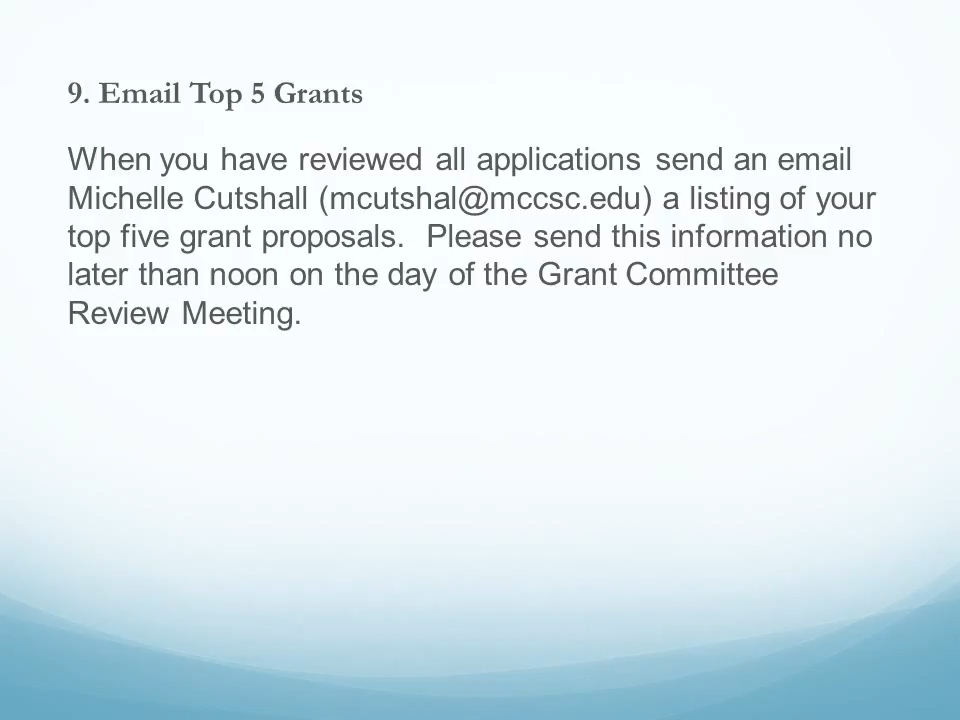 9. Email Top 5 Grants
When you have reviewed all applications send an email
Michelle Cutshall (mcutshal@mccsc.edu) a listing of your
top five grant proposals.  Please send this information no
later than noon on the day of the Grant Committee
Review Meeting.